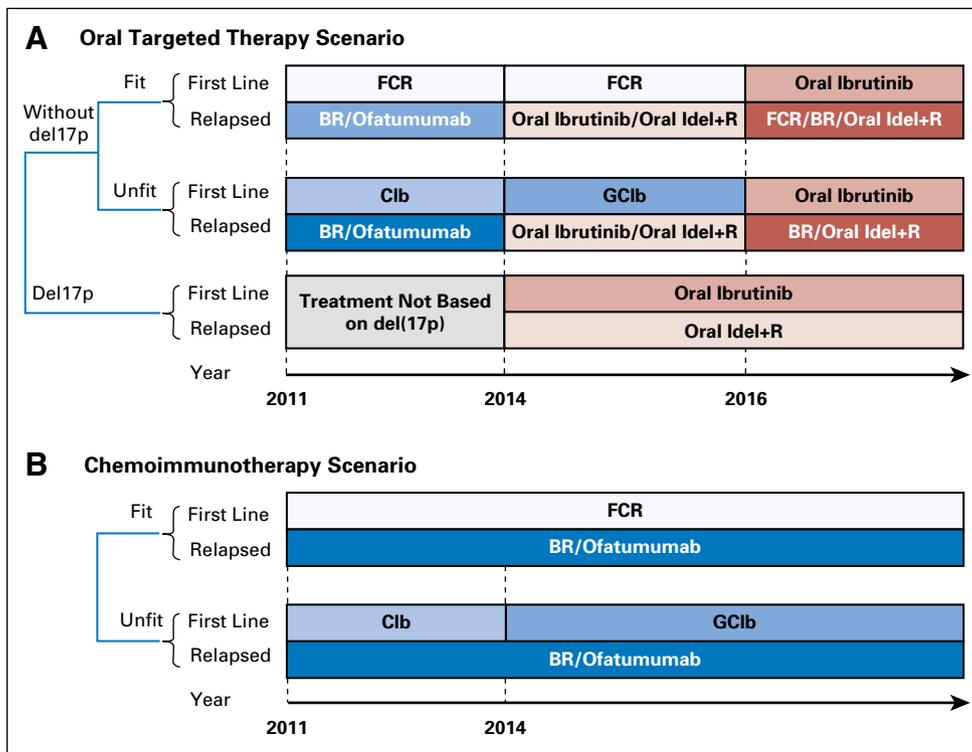 A Oral Targeted Therapy Scenario
Without del17p
Fit
First Line
FCR
FCR
Oral Ibrutinib
Relapsed
BR/Ofatumumab
Oral Ibrutinib/Oral Idel+R
FCR/BR/Oral Idel+R
Unfit
First Line
Clb
GClb
Oral Ibrutinib
Relapsed
BR/Ofatumumab
Oral Ibrutinib/Oral Idel+R
BR/Oral Idel+R
Del17p
First Line
Treatment Not Based
on del(17p)
Oral Ibrutinib
Relapsed
Oral Idel+R
Year
2011
2014
2016
B Chemoimmunotherapy Scenario
Fit
First Line
FCR
Relapsed
BR/Ofatumumab
Unfit
First Line
Clb
GClb
Relapsed
BR/Ofatumumab
Year
2011
2014